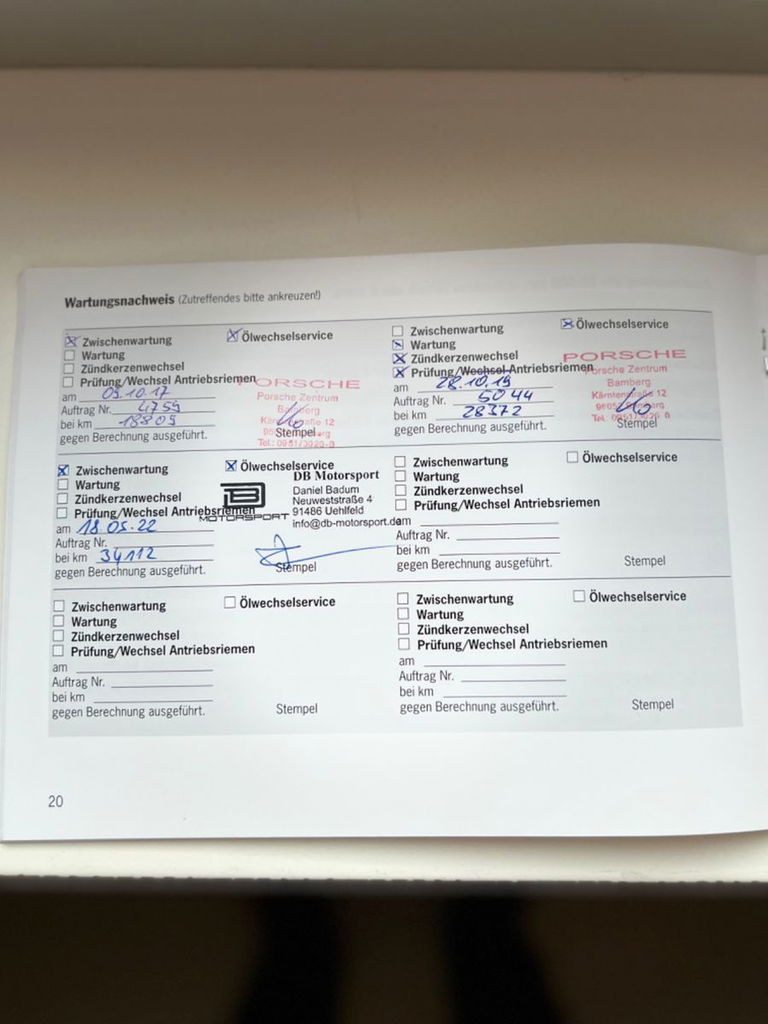 Wartungsnachweis (Zutreffendes bitte ankreuzen!)
Zwischenwartung
Ölwechselservice
Wartung
Zündkerzenwechsel
Prüfung/Wechsel Antriebsriemen
am 09.10.17
Auftrag Nr. 4759
bei km 18809
gegen Berechnung ausgeführt.
Stempel
PORSCHE
Porsche Zentrum
Bamberg
Zwischenwartung
Ölwechselservice
Wartung
Zündkerzenwechsel
Prüfung/Wechsel Antriebsriemen
am 28.10.19
Auftrag Nr. 5044
bei km 28372
gegen Berechnung ausgeführt.
Stempel
PORSCHE
Porsche Zentrum
Bamberg
Kärntenstraße 12
Zwischenwartung
Ölwechselservice
Wartung
Zündkerzenwechsel
Prüfung/Wechsel Antriebsriemen
am 18.05.22
Auftrag Nr.
bei km 34112
gegen Berechnung ausgeführt.
Stempel
MOTORSPORT
DB Motorsport
Daniel Badum
Neuweststraße 4
91486 Uehlfeld
info@db-motorsport.de
Zwischenwartung
Ölwechselservice
Wartung
Zündkerzenwechsel
Prüfung/Wechsel Antriebsriemen
am
Auftrag Nr.
bei km
gegen Berechnung ausgeführt.
Stempel
Zwischenwartung
Ölwechselservice
Wartung
Zündkerzenwechsel
Prüfung/Wechsel Antriebsriemen
am
Auftrag Nr.
bei km
gegen Berechnung ausgeführt.
Stempel
Zwischenwartung
Ölwechselservice
Wartung
Zündkerzenwechsel
Prüfung/Wechsel Antriebsriemen
am
Auftrag Nr.
bei km
gegen Berechnung ausgeführt.
Stempel
20